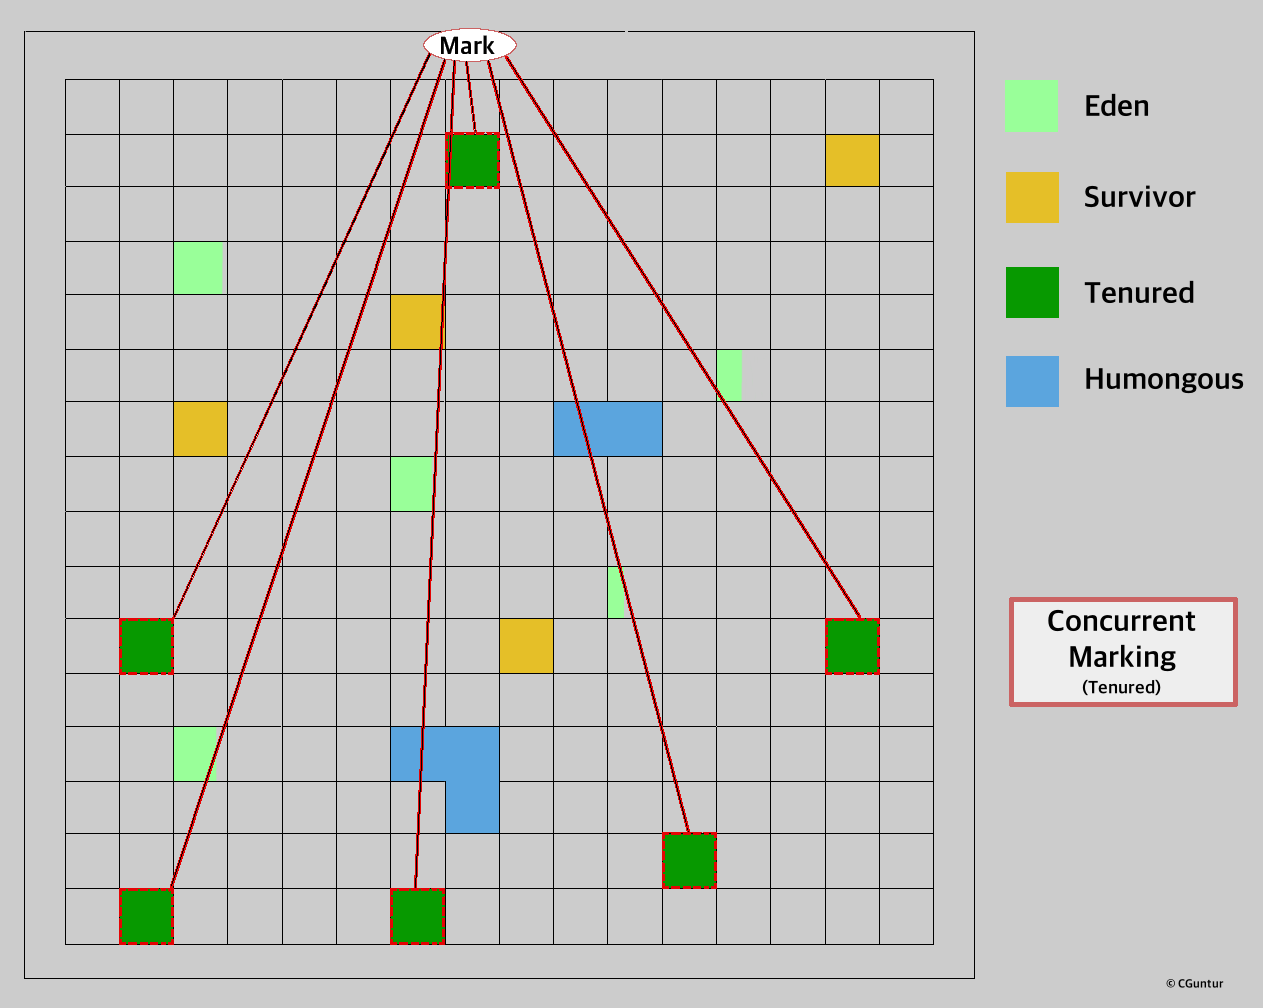 Mark
Eden
Survivor
Tenured
Humongous
Concurrent
Marking
(Tenured)
© CGuntur